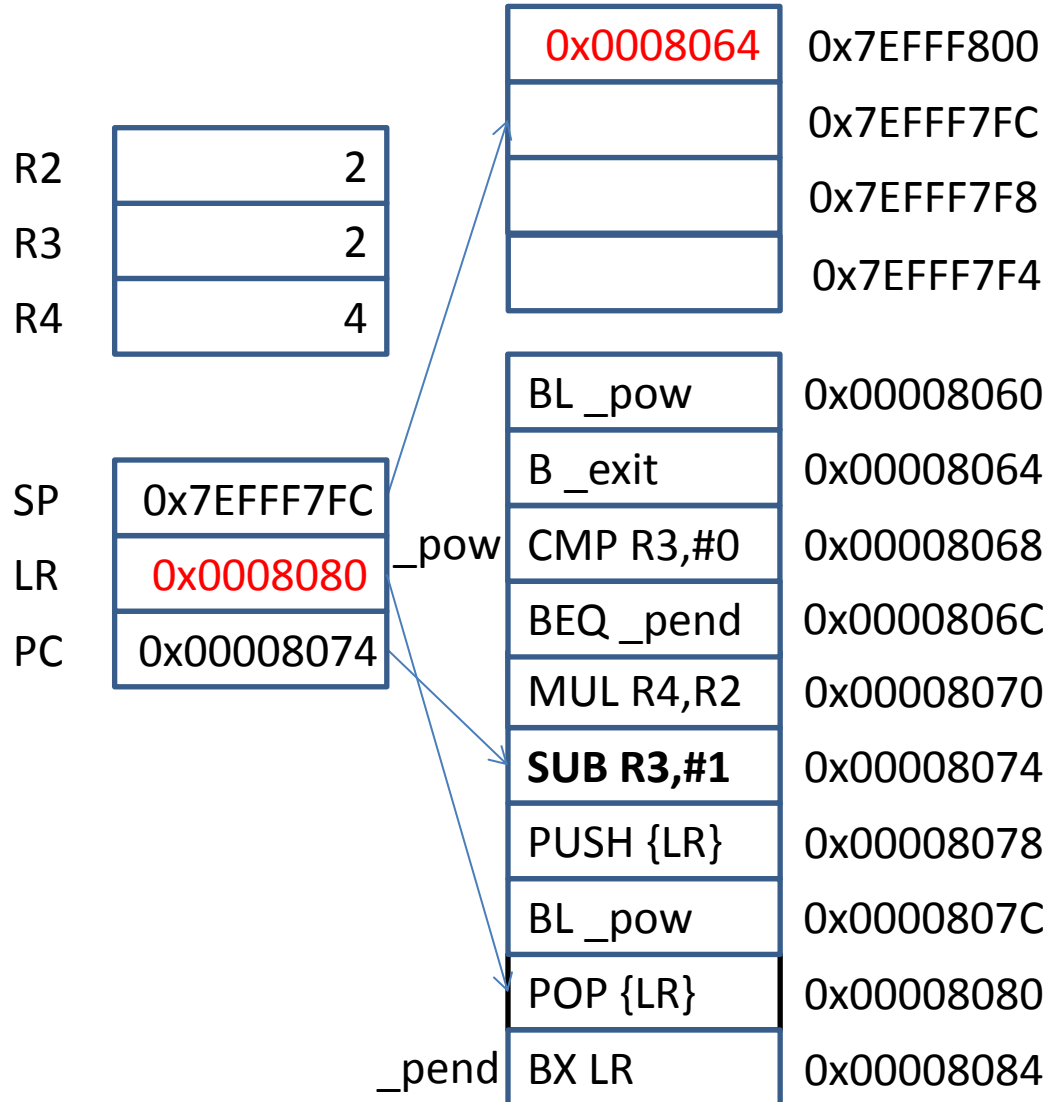 0x0008064 0x7EFFF800
0x7EFFF7FC
R2 2
0x7EFFF7F8
R3 2
0x7EFFF7F4
R4 4
BL _pow 0x00008060
SP 0x7EFFF7FC B _exit 0x00008064
_pow CMP R3,#0 0x00008068
LR 0x0008080
BEQ _pend 0x0000806C
PC 0x00008074
MUL R4,R2 0x00008070
SUB R3,#1 0x00008074
PUSH {LR} 0x00008078
BL _pow 0x0000807C
POP {LR} 0x00008080
_pend BX LR 0x00008084